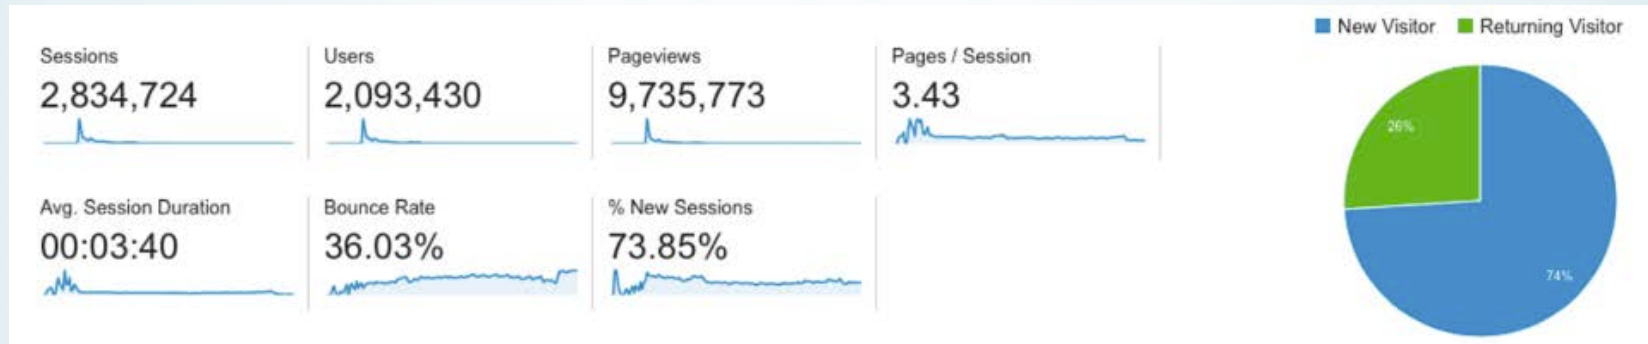 New Visitor Returning Visitor
Sessions
2,834,724
Users
2,093,430
Pageviews
9,735,773
Pages / Session
3.43
Avg. Session Duration
00:03:40
Bounce Rate
36.03%
% New Sessions
73.85%
26%
74%